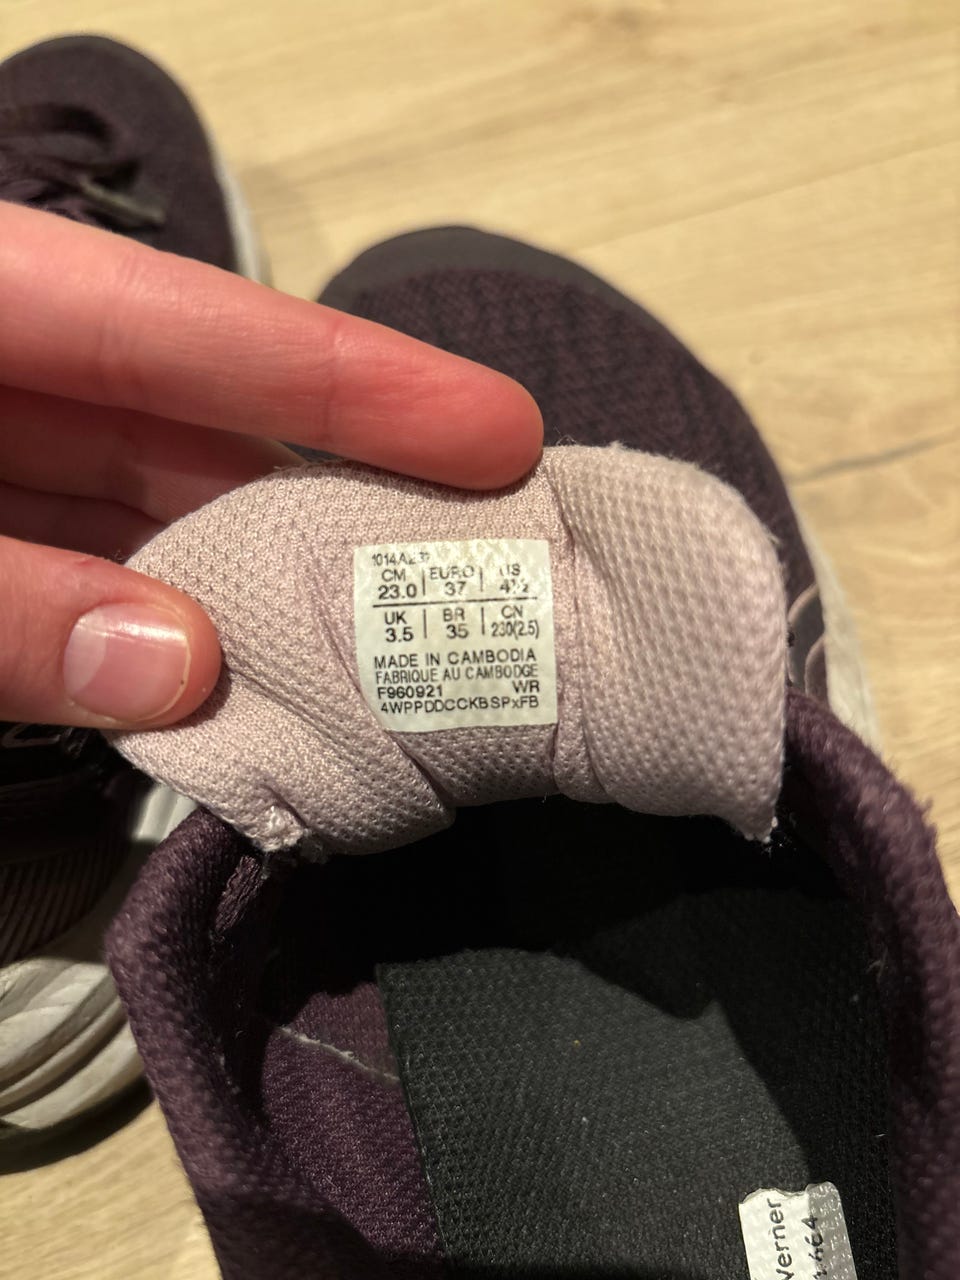 CM EURO US
23.0 37 4½
UK BR CN
3.5 35 230(2.5)
MADE IN CAMBODIA
FABRIQUE AU CAMBODGE
F960921 WR
4WPPDDCCKBSPxFB